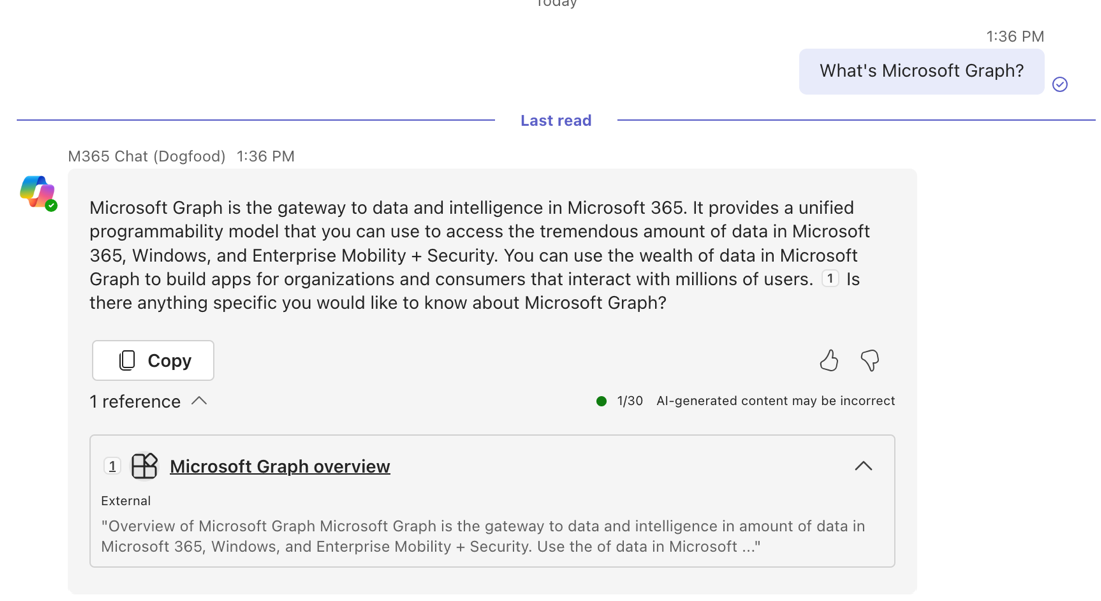 Today
1:36 PM
What's Microsoft Graph?
Last read
M365 Chat (Dogfood) 1:36 PM
Microsoft Graph is the gateway to data and intelligence in Microsoft 365. It provides a unified
programmability model that you can use to access the tremendous amount of data in Microsoft
365, Windows, and Enterprise Mobility + Security. You can use the wealth of data in Microsoft
Graph to build apps for organizations and consumers that interact with millions of users. 1 Is
there anything specific you would like to know about Microsoft Graph?
Copy
1 reference
1/30 AI-generated content may be incorrect
1 Microsoft Graph overview
External
"Overview of Microsoft Graph Microsoft Graph is the gateway to data and intelligence in amount of data in
Microsoft 365, Windows, and Enterprise Mobility + Security. Use the of data in Microsoft ..."